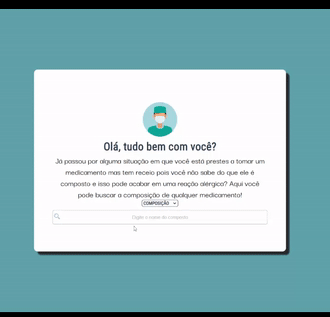 Olá, tudo bem com você?
Já passou por alguma situação em que você está prestes a tomar um
medicamento mas tem receio pois você não sabe do que ele é
composto e isso pode acabar em uma reação alérgica? Aqui você
pode buscar a composição de qualquer medicamento!
COMPOSIÇÃO
Digite o nome do composto